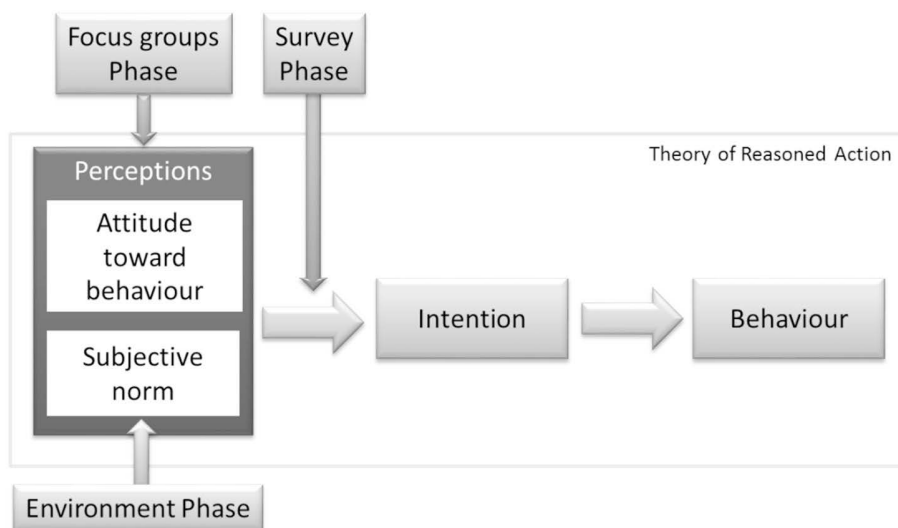 Focus groups
Phase
Survey
Phase
Theory of Reasoned Action
Perceptions
Attitude
toward
behaviour
Subjective
norm
Intention
Behaviour
Environment Phase